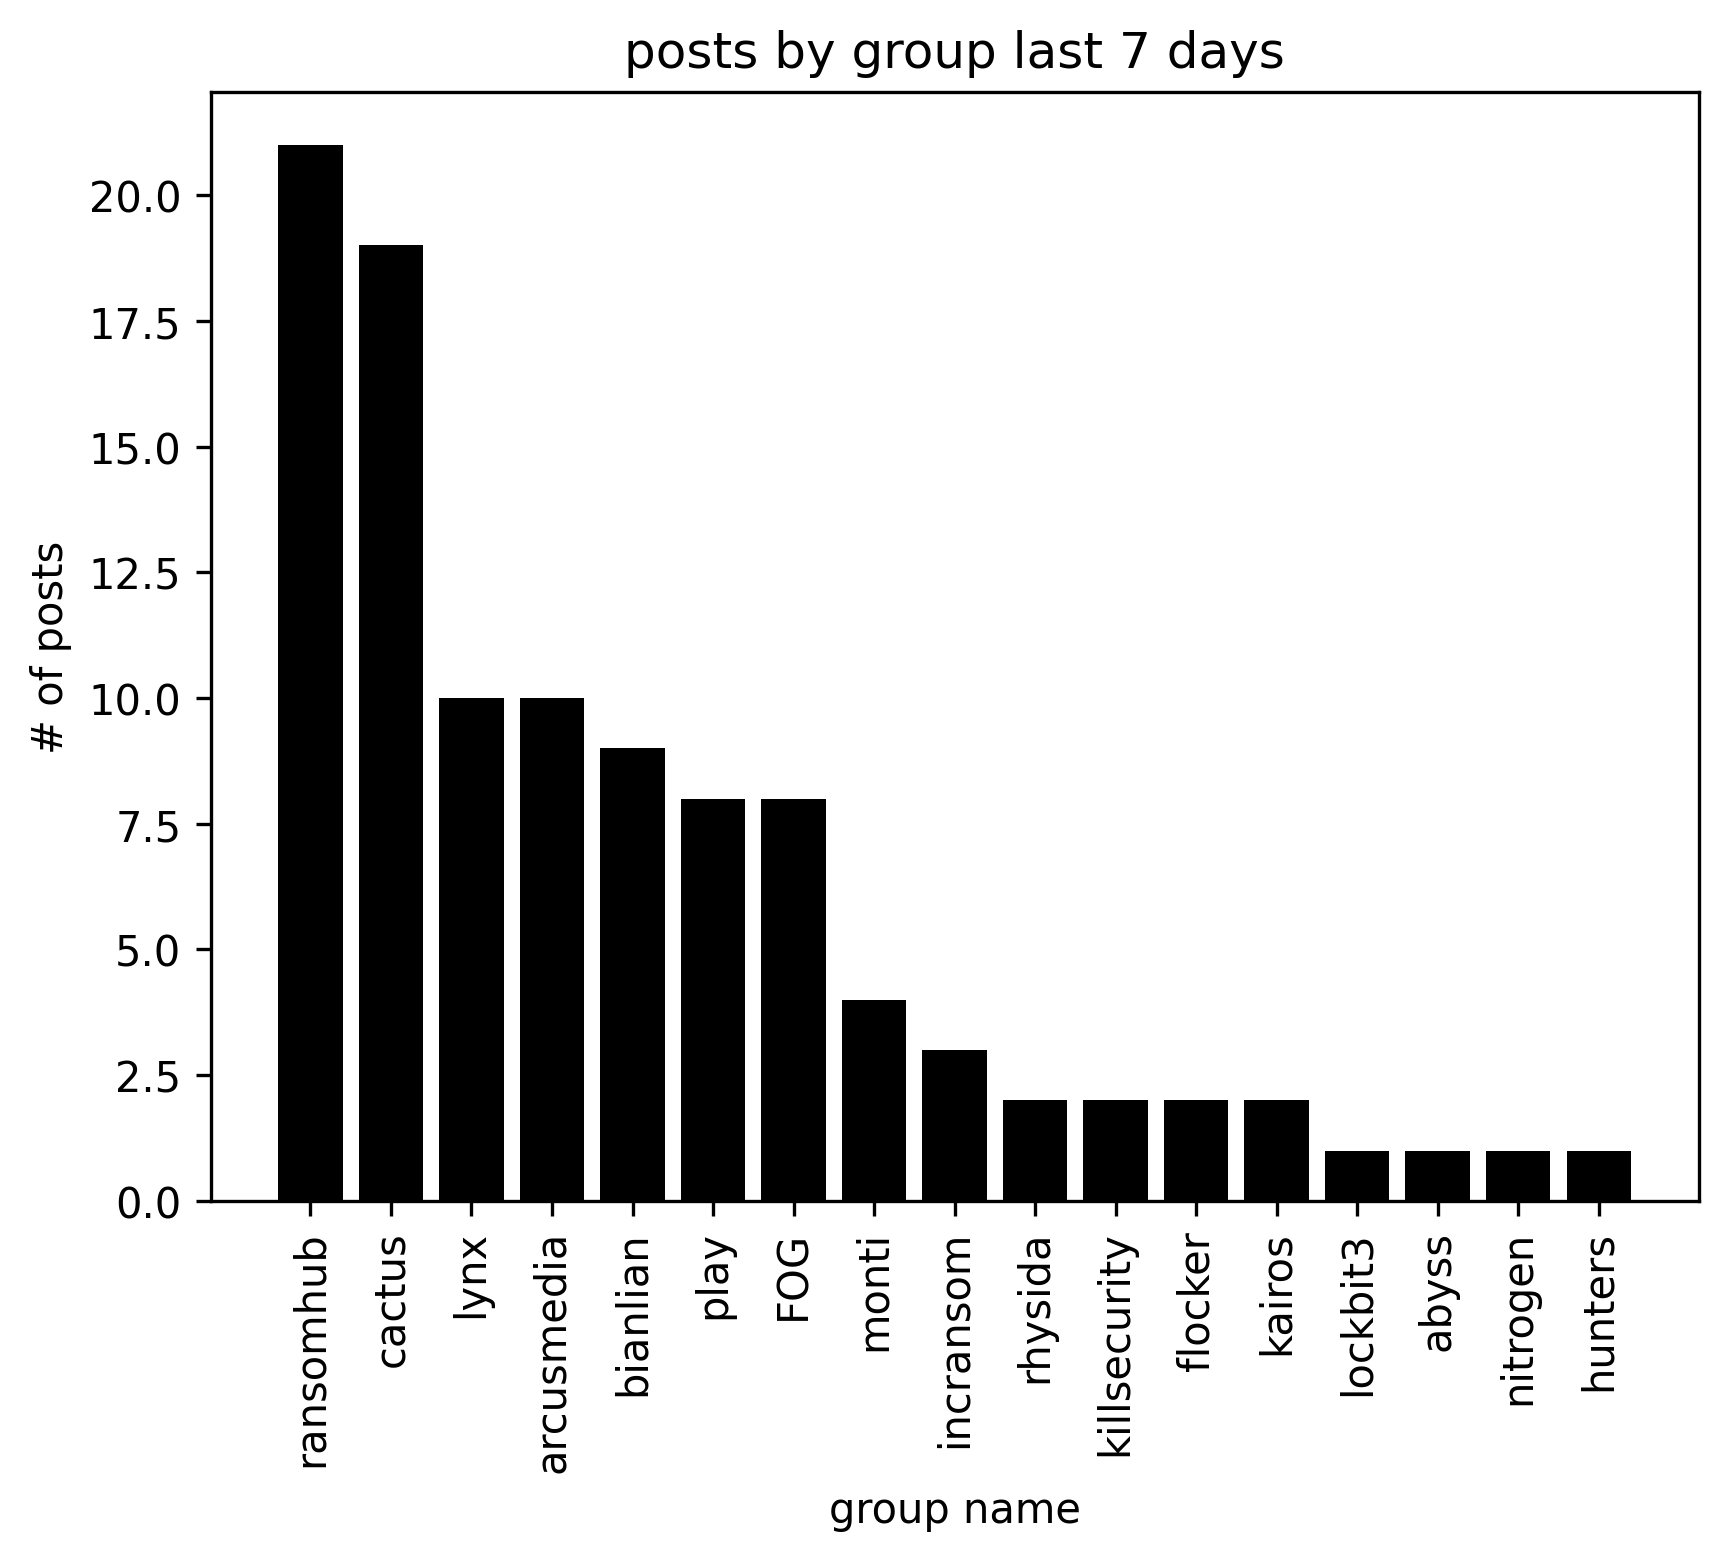 posts by group last 7 days
# of posts
20.0
17.5
15.0
12.5
10.0
7.5
5.0
2.5
0.0
ransomhub
cactus
lynx
arcusmedia
bianlian
play
FOG
monti
incransom
rhysida
killsecurity
flocker
kairos
lockbit3
abyss
nitrogen
hunters
group name